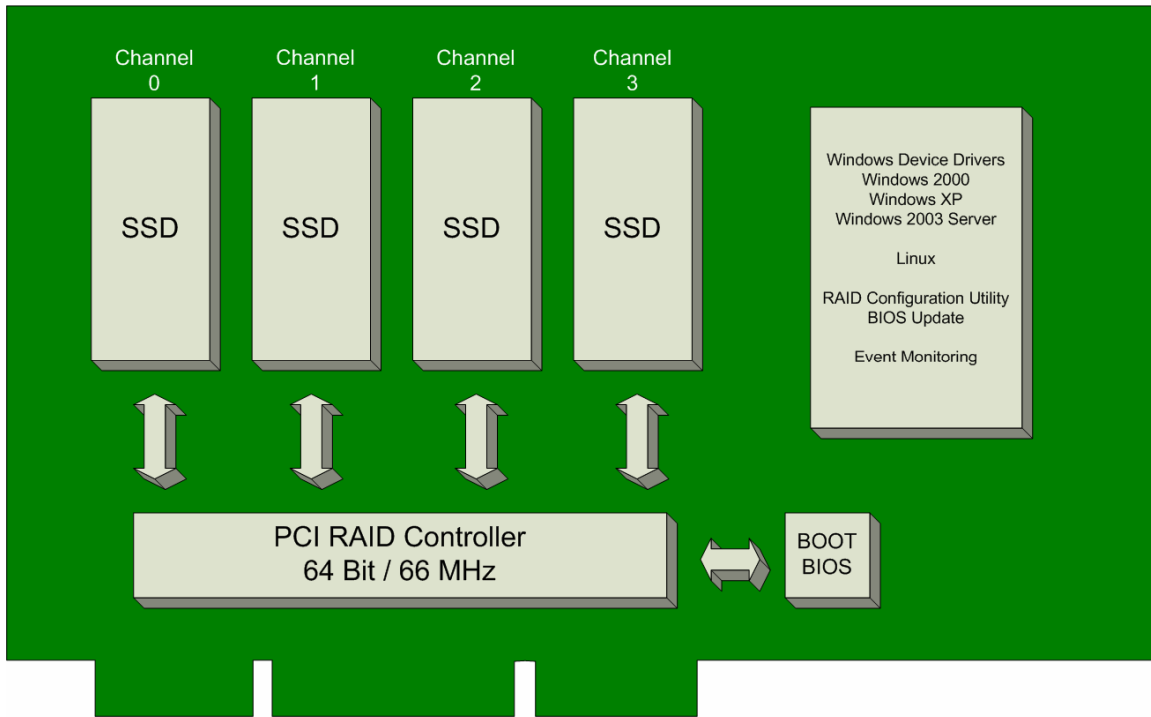 Channel
0
Channel
1
Channel
2
Channel
3
SSD
SSD
SSD
SSD
Windows Device Drivers
Windows 2000
Windows XP
Windows 2003 Server
Linux
RAID Configuration Utility
BIOS Update
Event Monitoring
PCI RAID Controller
64 Bit / 66 MHz
BOOT
BIOS